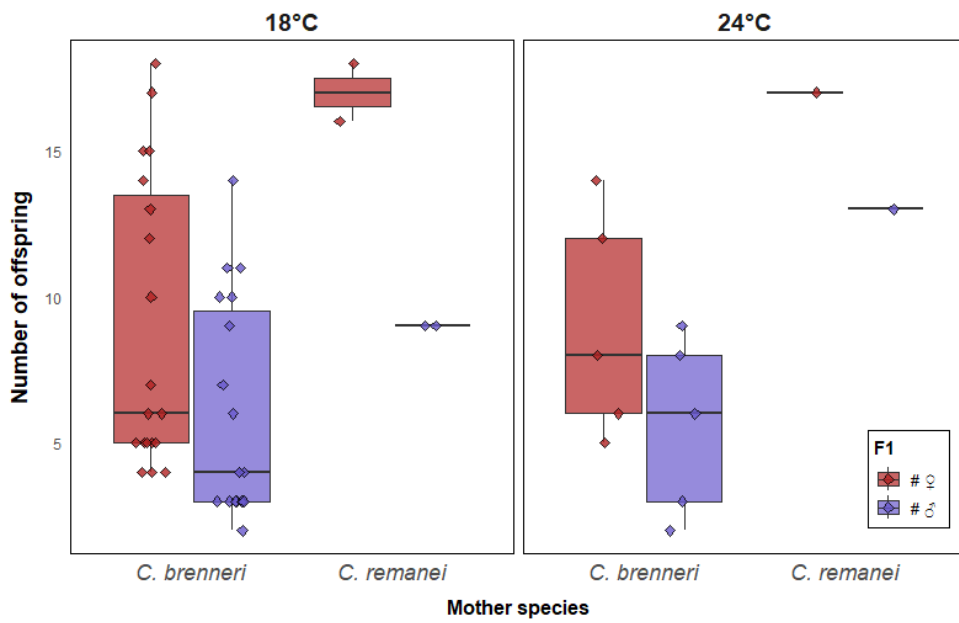 18°C
24°C
Number of offspring
15
10
5
C. brenneri
C. remanei
C. brenneri
C. remanei
Mother species
F1
# ♀
# ♂